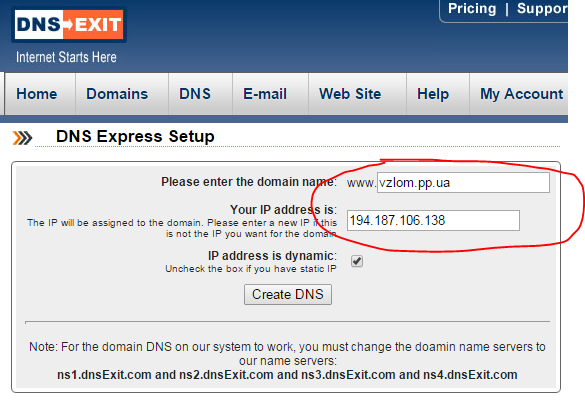 Pricing | Suppor
DNS EXIT
Internet Starts Here
Home Domains DNS E-mail Web Site Help My Account
DNS Express Setup
Please enter the domain name: www. vzlom.pp.ua
Your IP address is: 194.187.106.138
The IP will be assigned to the domain. Please enter a new IP if this
is not the IP you want for the domain
IP address is dynamic:
Uncheck the box if you have static IP
Create DNS
Note: For the domain DNS on our system to work, you must change the doamin name servers to
our name servers:
ns1.dnsExit.com and ns2.dnsExit.com and ns3.dnsExit.com and ns4.dnsExit.com